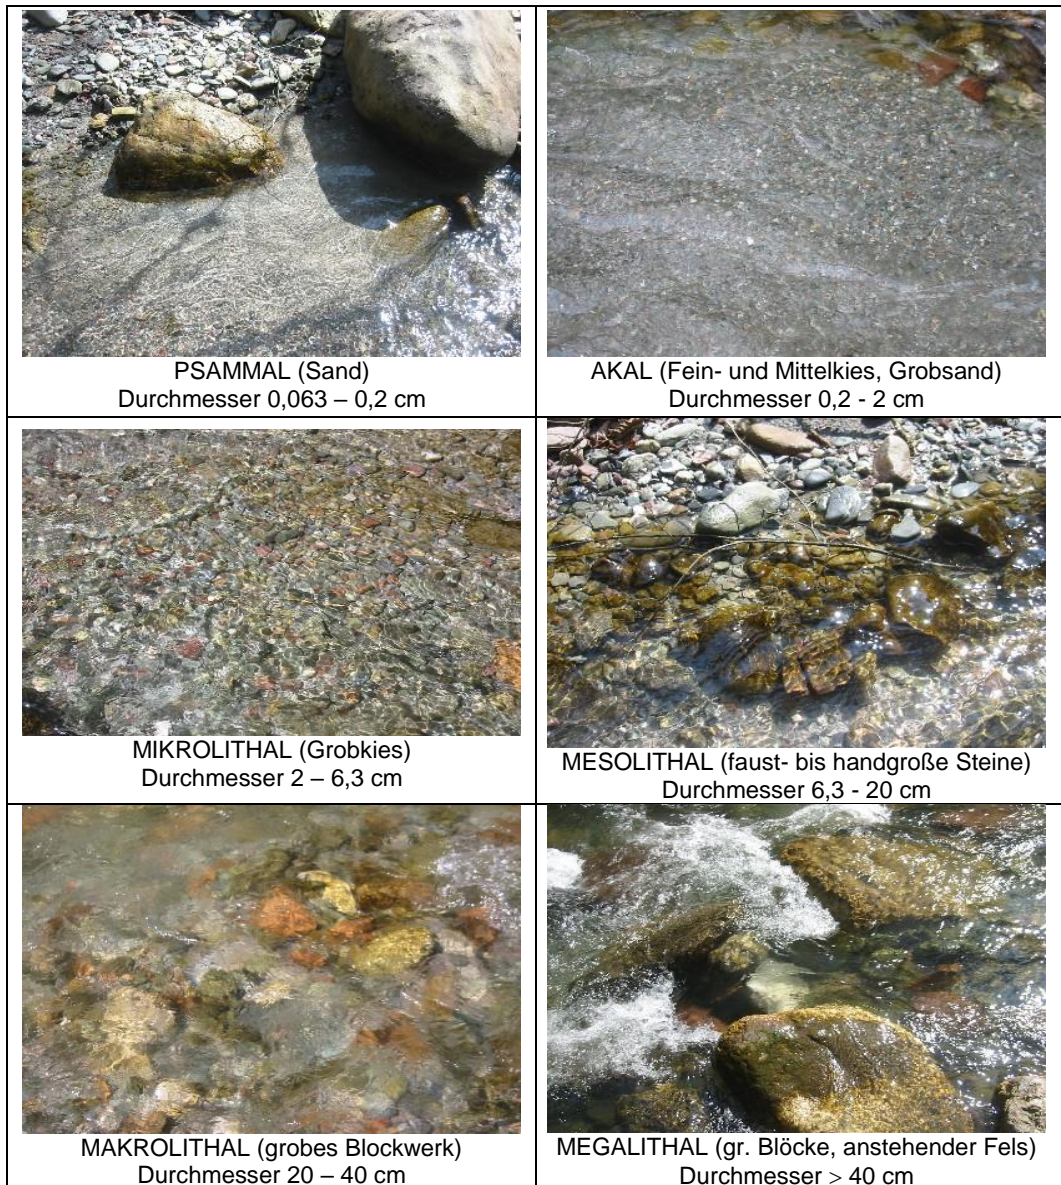 PSAMMAL (Sand)
Durchmesser 0,063 – 0,2 cm
AKAL (Fein- und Mittelkies, Grobsand)
Durchmesser 0,2 - 2 cm
MIKROLITHAL (Grobkies)
Durchmesser 2 – 6,3 cm
MESOLITHAL (faust- bis handgroße Steine)
Durchmesser 6,3 - 20 cm
MAKROLITHAL (grobes Blockwerk)
Durchmesser 20 – 40 cm
MEGALITHAL (gr. Blöcke, anstehender Fels)
Durchmesser > 40 cm